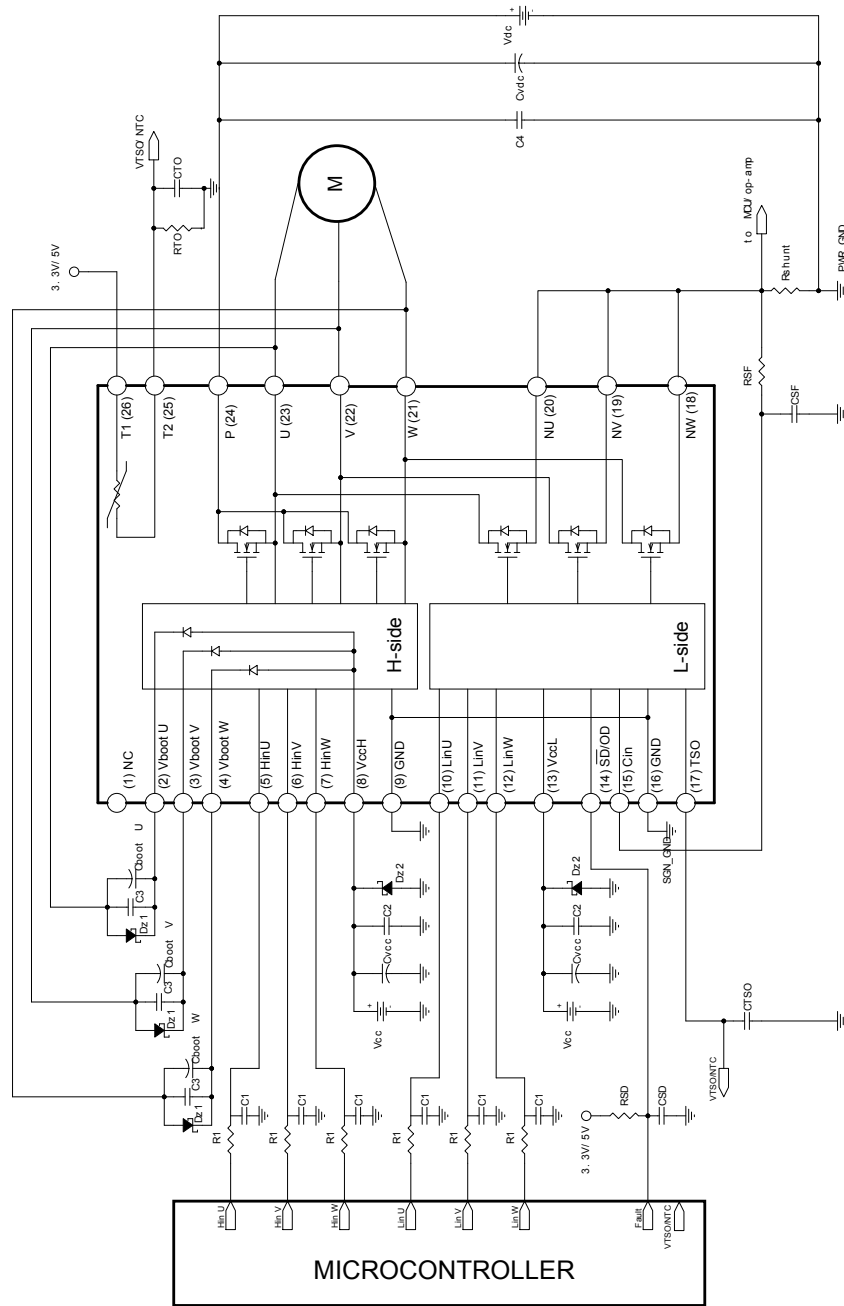 Vdc
+
-
Cvdc
C4
VTSO/NTC
CTO
RTO
3. 3V/ 5V
M
to MCU/op-amp
Rshunt
PWR_GND
RSF
CSF
T1 (26)
T2 (25)
P (24)
U (23)
V (22)
W (21)
NU (20)
NV (19)
NW (18)
H-side
L-side
(1) NC
(2) Vboot U
(3) Vboot V
(4) Vboot W
(5) HinU
(6) HinV
(7) HinW
(8) VccH
(9) GND
(10) LinU
(11) LinV
(12) LinW
(13) VccL
(14) SD/OD
(15) Cin
(16) GND
(17) TSO
SGN_GND
Cboot U
C3
Dz1
Cboot V
C3
Dz1
Cboot W
C3
Dz1
Dz2
C2
Cvcc
Vcc
+
-
Dz2
C2
Cvcc
Vcc
+
-
CTSO
VTSO/NTC
R1
C1
R1
C1
R1
C1
R1
C1
R1
C1
R1
C1
3. 3V/ 5V
RSD
CSD
Hin U
Hin V
Hin W
Lin U
Lin V
Lin W
Fault
VTSO/NTC
MICROCONTROLLER